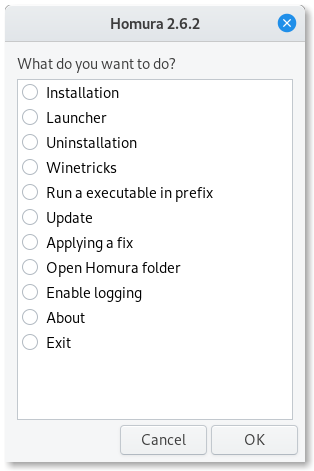 Homura 2.6.2
What do you want to do?
Installation
Launcher
Uninstallation
Winetricks
Run a executable in prefix
Update
Applying a fix
Open Homura folder
Enable logging
About
Exit
Cancel OK